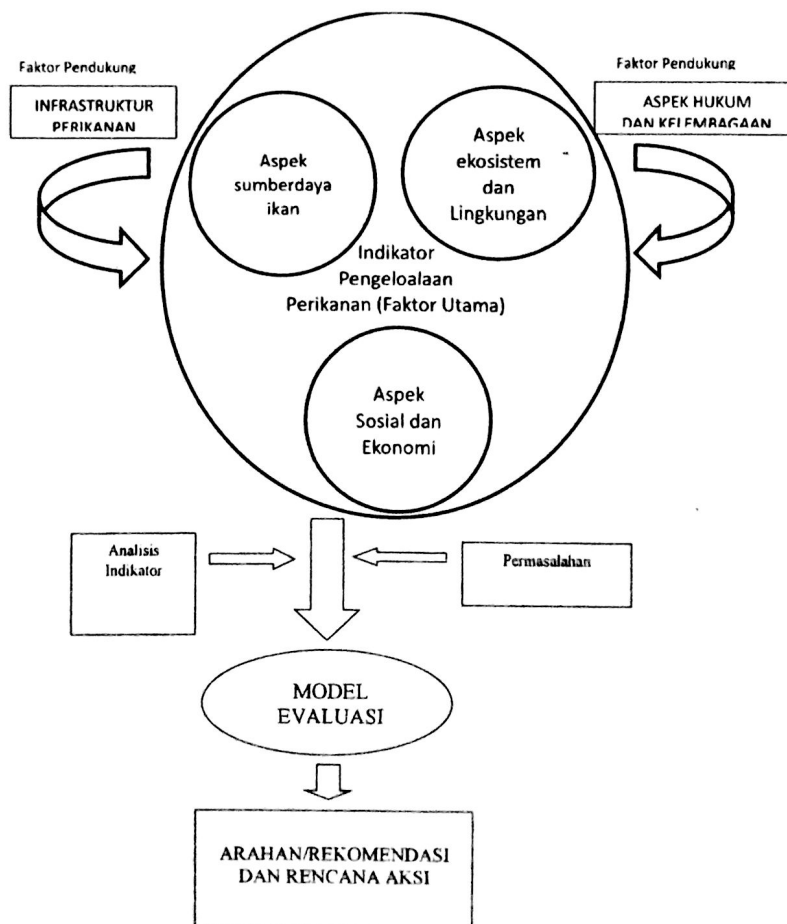 Faktor Pendukung
INFRASTRUKTUR
PERIKANAN
Faktor Pendukung
ASPEK HUKUM
DAN KELEMBAGAAN
Aspek
sumberdaya
ikan
Aspek
ekosistem
dan
Lingkungan
Indikator
Pengeloalaan
Perikanan (Faktor Utama)
Aspek
Sosial dan
Ekonomi
Analisis
Indikator
Permasalahan
MODEL
EVALUASI
ARAHAN/REKOMENDASI
DAN RENCANA AKSI